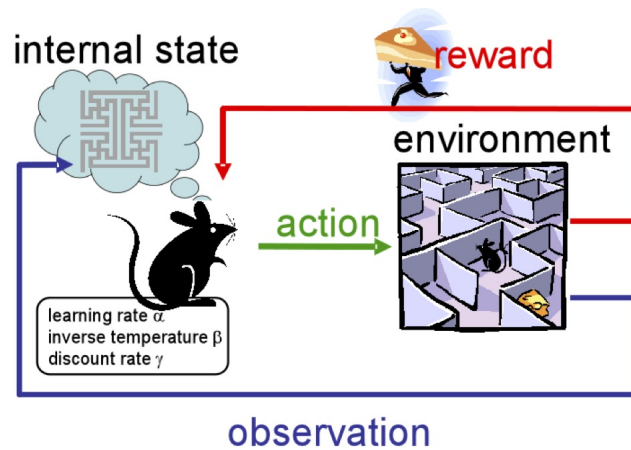 internal state
reward
environment
action
learning rate α
inverse temperature β
discount rate γ
observation